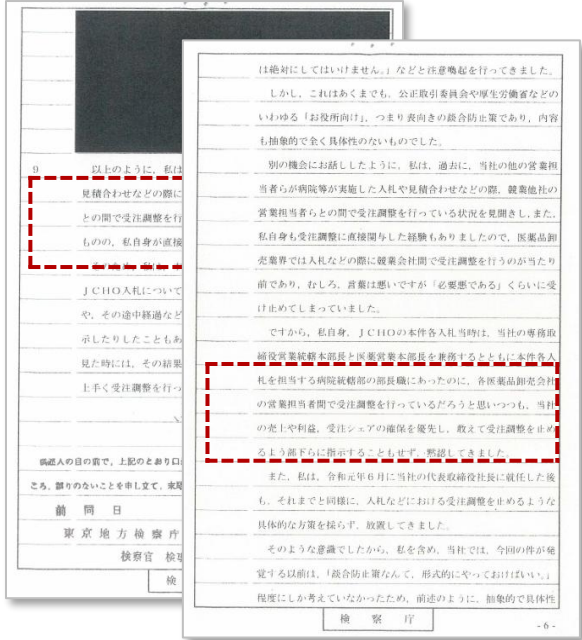 9　以上のように、私は
見積合わせなどの際に
との間で受注調整を行
ものの、私自身が直接
JCHO入札について
や、その途中経過など
示したりしたこともあ
見た時には、その結果
上手く受注調整を行っ
供述人の目の前で、上記のとおり口
ころ、誤りのないことを申し立て、末尾
前同日
東京地方検察庁
検察官 検事
検
は絶対にしてはいけません。」などと注意喚起を行ってきました。
しかし、これはあくまでも、公正取引委員会や厚生労働省などの
いわゆる「お役所向け」、つまり表向きの談合防止策であり、内容
も抽象的で全く具体性のないものでした。
別の機会にお話ししたように、私は、過去に、当社の他の営業担
当者らが病院等が実施した入札や見積合わせなどの際、競業他社の
営業担当者らとの間で受注調整を行っている状況を見聞きし、また、
私自身も受注調整に直接関与した経験もありましたので、医薬品卸
売業界では入札などの際に競業会社間で受注調整を行うのが当たり
前であり、むしろ、言葉は悪いですが「必要悪である」くらいに受
け止めてしまっていました。
ですから、私自身、JCHOの本件各入札当時は、当社の専務取
締役営業統轄本部長と医薬営業本部長を兼務するとともに本件各入
札を担当する病院統轄部の部長職にあったのに、各医薬品卸売会社
の営業担当者間で受注調整を行っているだろうと思いつつも、当社
の売上や利益、受注シェアの確保を優先し、敢えて受注調整を止め
るよう部下らに指示することもせず、黙認してきました。
また、私は、令和元年6月に当社の代表取締役社長に就任した後
も、それまでと同様に、入札などにおける受注調整を止めるような
具体的な方策を採らず、放置してきました。
そのような意識でしたから、私を含め、当社では、今回の件が発
覚する以前は、「談合防止策なんて、形式的にやっておけばいい。」
程度にしか考えていなかったため、前述のように、抽象的で具体性
検察庁
-6-